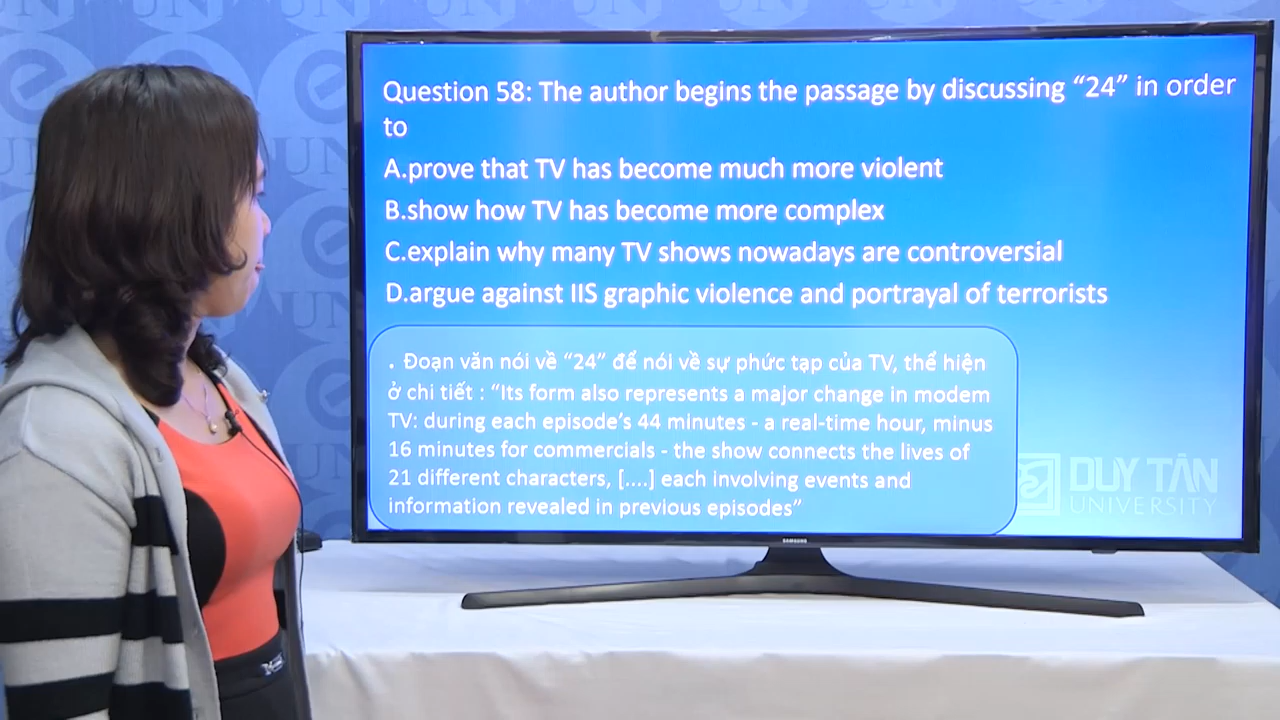 Question 58: The author begins the passage by discussing “24” in order
to
A.prove that TV has become much more violent
B.show how TV has become more complex
C.explain why many TV shows nowadays are controversial
D.argue against IIS graphic violence and portrayal of terrorists
. Đoạn văn nói về “24” để nói về sự phức tạp của TV, thể hiện
ở chi tiết : “Its form also represents a major change in modem
TV: during each episode’s 44 minutes - a real-time hour, minus
16 minutes for commercials - the show connects the lives of
21 different characters, [....] each involving events and
information revealed in previous episodes”
DUY TÂN
UNIVERSITY
SAMSUNG